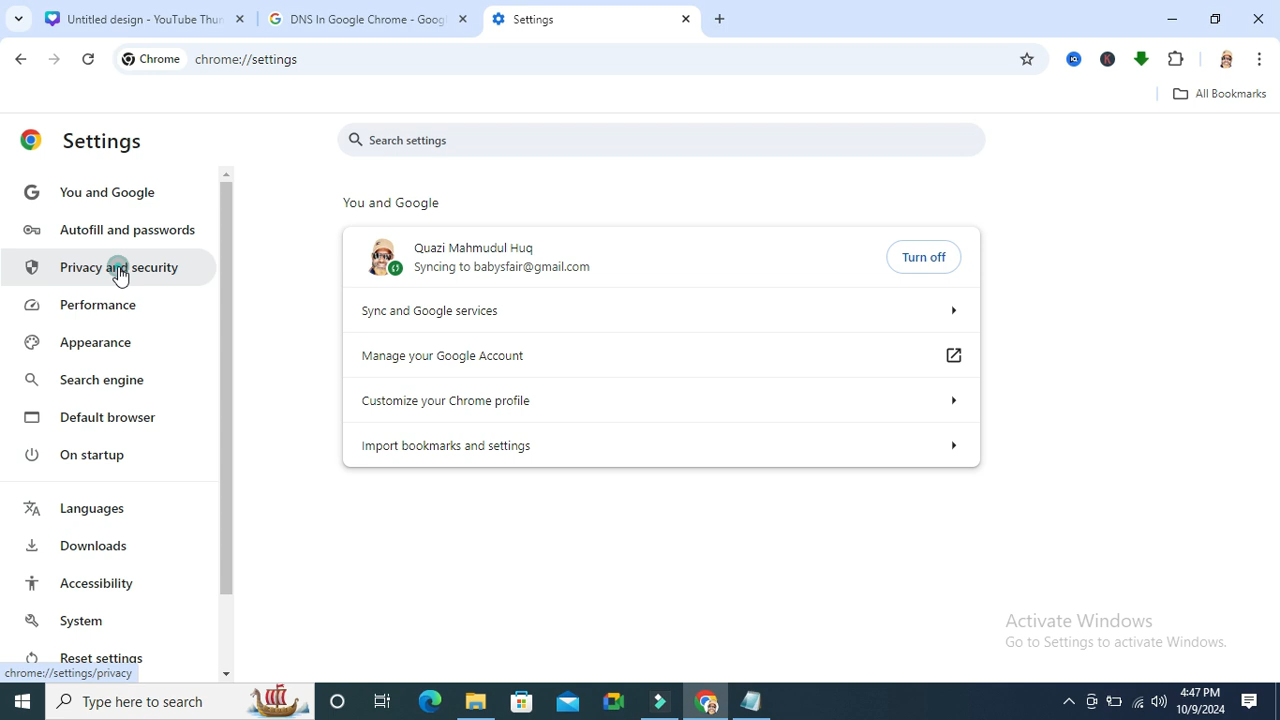 Untitled design - YouTube Thun
DNS In Google Chrome - Goog
Settings
Chrome
chrome://settings
All Bookmarks
Settings
Search settings
You and Google
Autofill and passwords
Privacy and security
Performance
Appearance
Search engine
Default browser
On startup
Languages
Downloads
Accessibility
System
Reset settings
You and Google
Quazi Mahmudul Huq
Syncing to babysfair@gmail.com
Turn off
Sync and Google services
Manage your Google Account
Customize your Chrome profile
Import bookmarks and settings
Activate Windows
Go to Settings to activate Windows.
chrome://settings/privacy
Type here to search
4:47 PM
10/9/2024